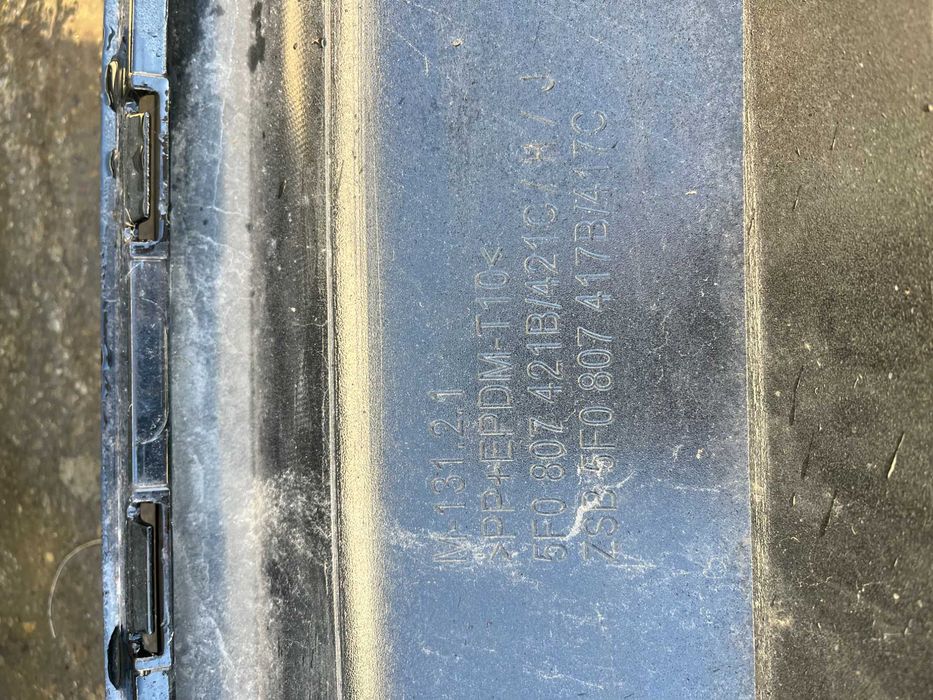 M-131.2.1
>PP+EPDM-T10<
5F0 807 421B/421C/H/J
ZSB 5F0 807 417B/417C